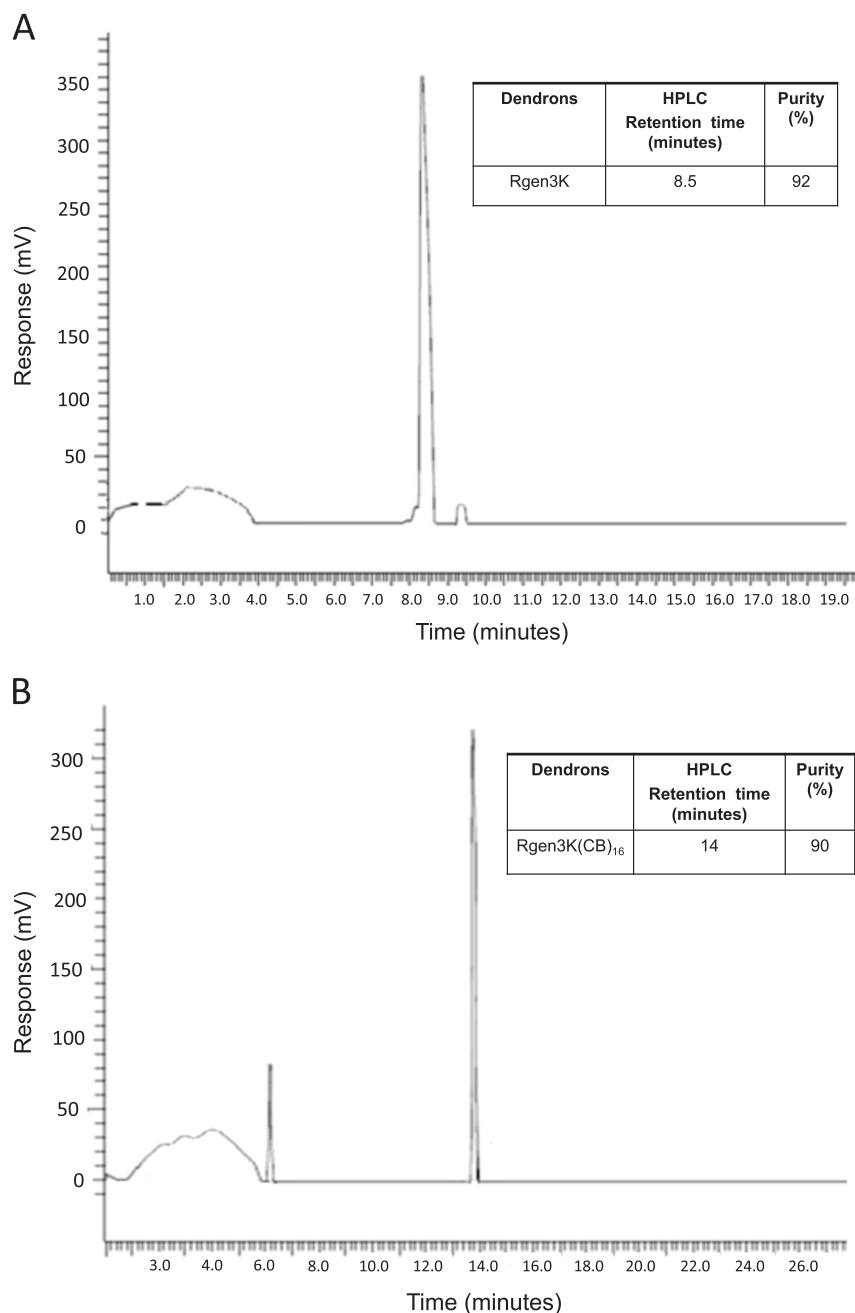 A
Response (mV)
350
300
250
200
150
100
50
0
Dendrons HPLC Retention time (minutes) Purity (%)
Rgen3K 8.5 92
1.0 2.0 3.0 4.0 5.0 6.0 7.0 8.0 9.0 10.0 11.0 12.0 13.0 14.0 15.0 16.0 17.0 18.0 19.0
Time (minutes)
B
Response (mV)
300
250
200
150
100
50
0
Dendrons HPLC Retention time (minutes) Purity (%)
Rgen3K(CB)₁₆ 14 90
3.0 4.0 6.0 8.0 10.0 12.0 14.0 16.0 18.0 20.0 22.0 24.0 26.0
Time (minutes)